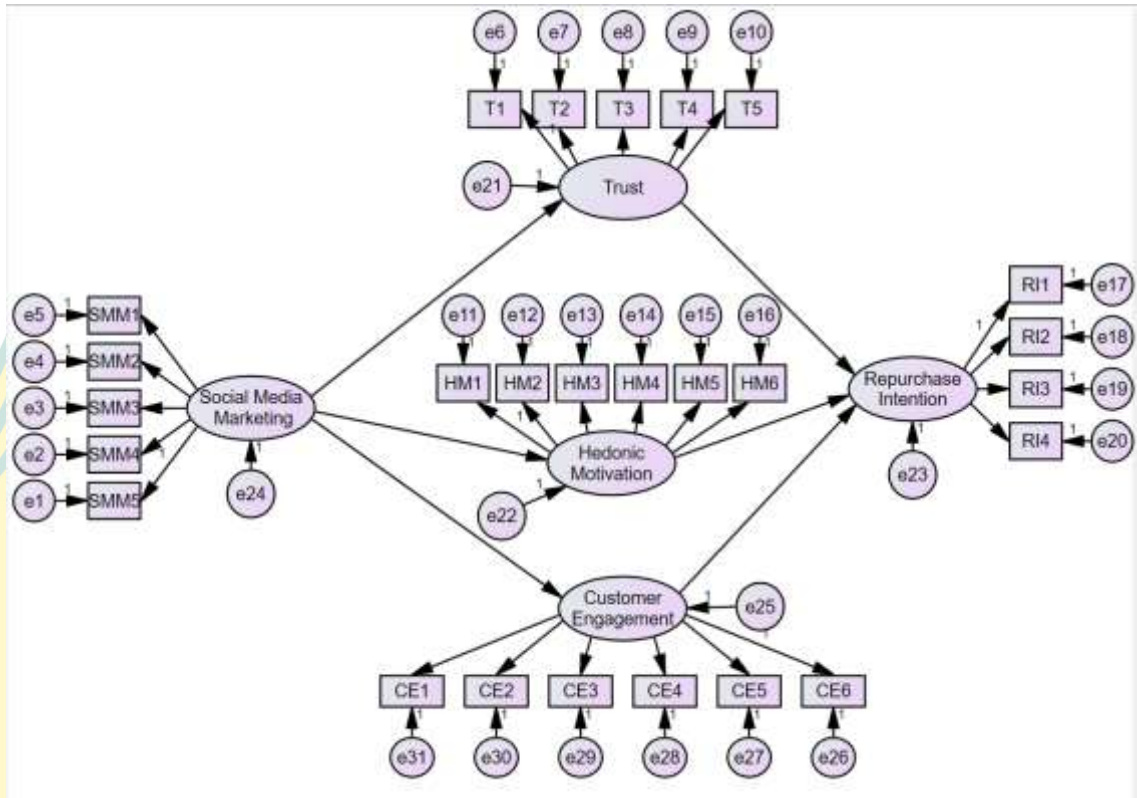 e6 e7 e8 e9 e10
1 1 1 1 1
T1 T2 T3 T4 T5
1
e21 1 Trust
e5 1 SMM1
e4 1 SMM2
e3 1 SMM3
e2 1 SMM4
1
e1 1 SMM5
Social Media
Marketing
1
e24
e11 e12 e13 e14 e15 e16
1 1 1 1 1 1
HM1 HM2 HM3 HM4 HM5 HM6
1
Hedonic
Motivation
e22 1
RI1 1 e17
1
RI2 1 e18
RI3 1 e19
RI4 1 e20
Repurchase
Intention
1
e23
Customer
Engagement
1 e25
1
CE1 CE2 CE3 CE4 CE5 CE6
1 1 1 1 1 1
e31 e30 e29 e28 e27 e26